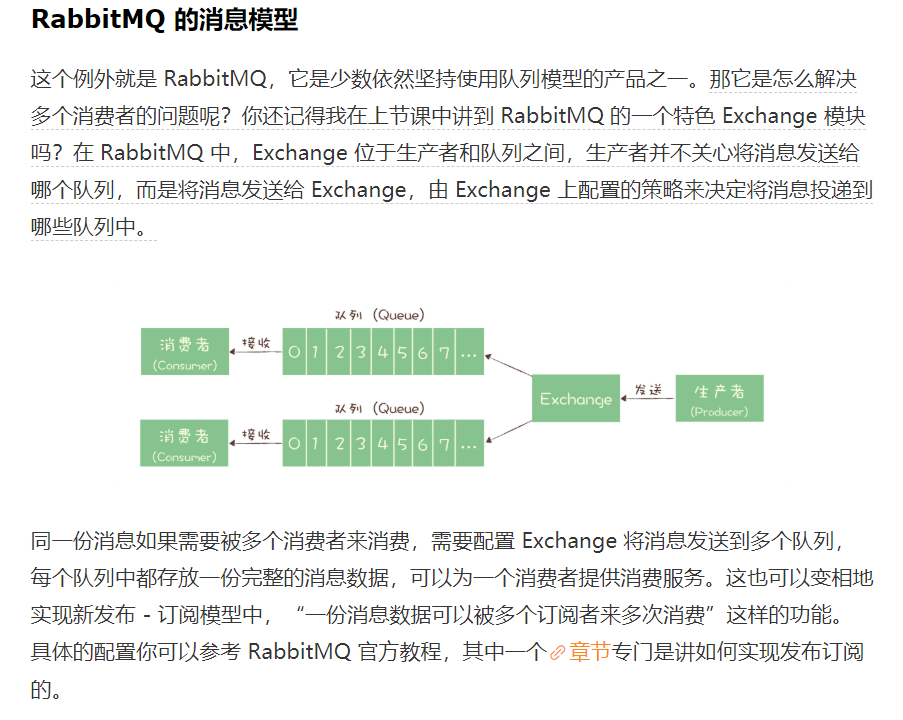 RabbitMQ 的消息模型
这个例外就是 RabbitMQ，它是少数依然坚持使用队列模型的产品之一。那它是怎么解决
多个消费者的问题呢？你还记得我在上节课中讲到 RabbitMQ 的一个特色 Exchange 模块
吗？在 RabbitMQ 中，Exchange 位于生产者和队列之间，生产者并不关心将消息发送给
哪个队列，而是将消息发送给 Exchange，由 Exchange 上配置的策略来决定将消息投递到
哪些队列中。
队列 (Queue)
消费者
(Consumer)
接收
0 1 2 3 4 5 6 7 ...
队列 (Queue)
消费者
(Consumer)
接收
0 1 2 3 4 5 6 7 ...
Exchange
发送
生产者
(Producer)
同一份消息如果需要被多个消费者来消费，需要配置 Exchange 将消息发送到多个队列，
每个队列中都存放一份完整的消息数据，可以为一个消费者提供消费服务。这也可以变相地
实现新发布 - 订阅模型中，“一份消息数据可以被多个订阅者来多次消费”这样的功能。
具体的配置你可以参考 RabbitMQ 官方教程，其中一个章节专门是讲如何实现发布订阅
的。